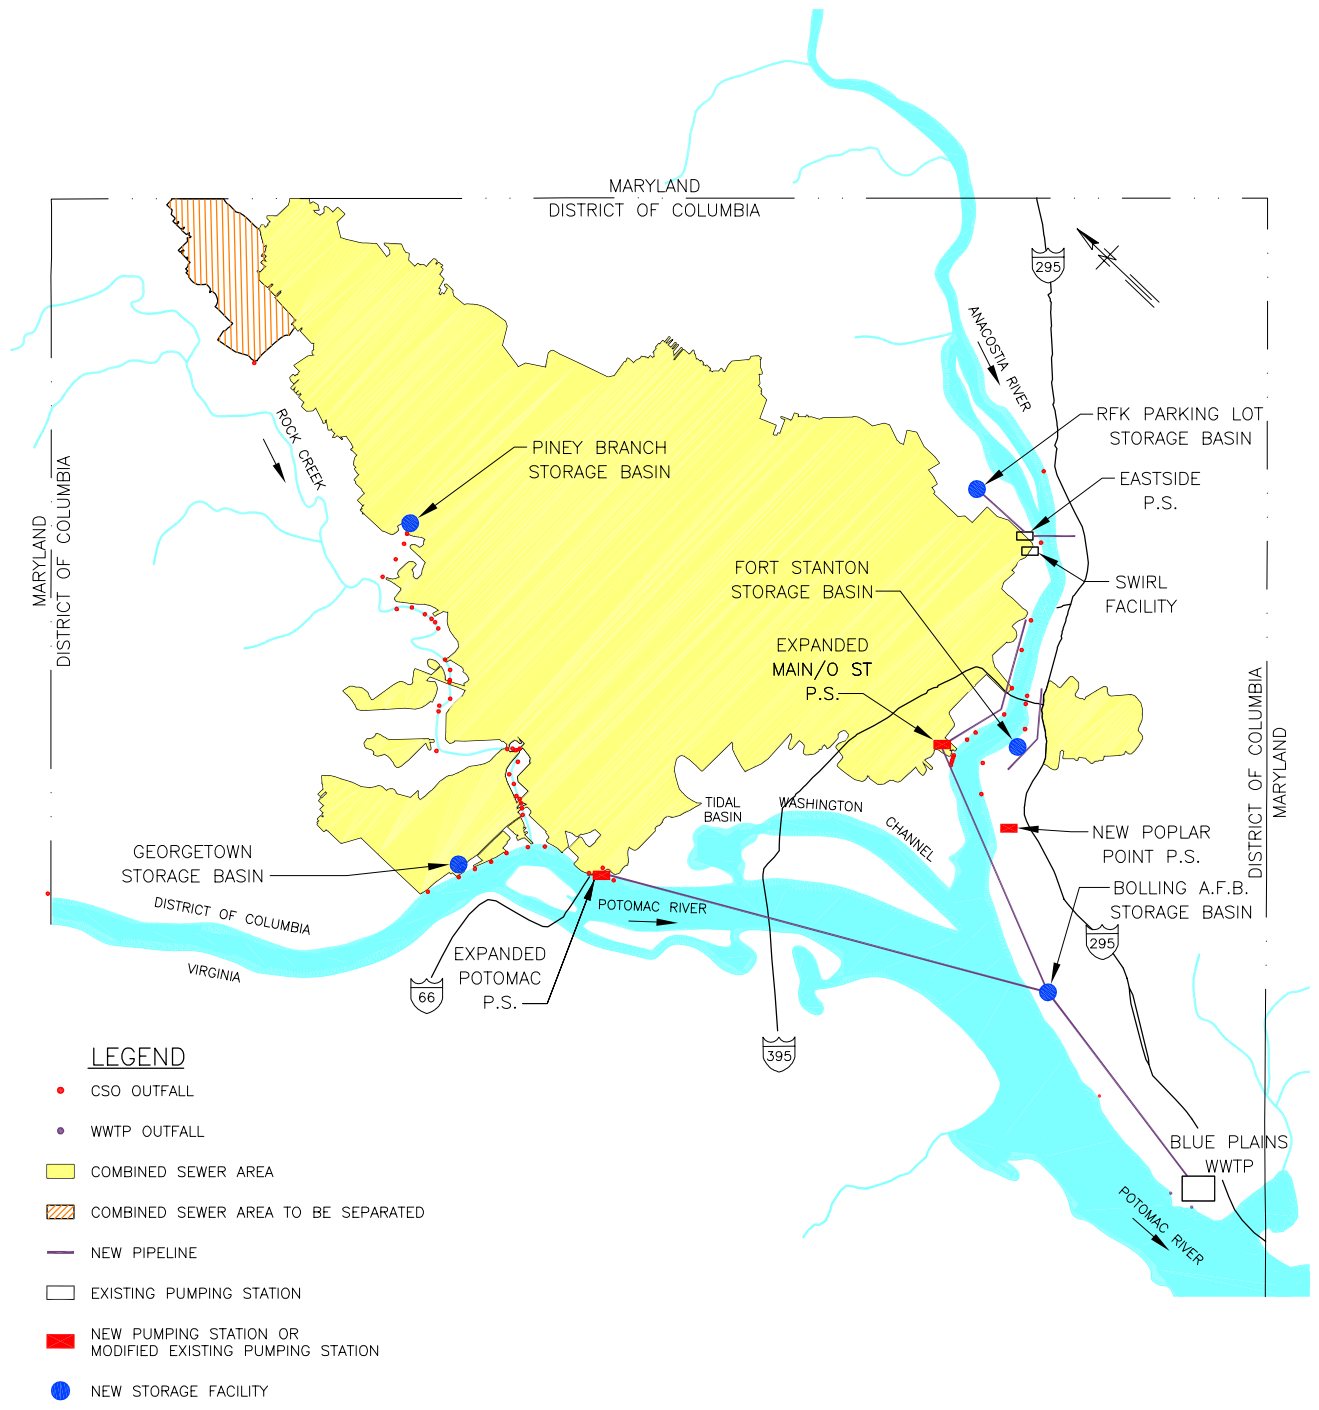 MARYLAND
DISTRICT OF COLUMBIA
295
ANACOSTIA RIVER
RFK PARKING LOT
STORAGE BASIN
ROCK CREEK
PINEY BRANCH
STORAGE BASIN
EASTSIDE
P.S.
MARYLAND
DISTRICT OF COLUMBIA
FORT STANTON
STORAGE BASIN
SWIRL
FACILITY
EXPANDED
MAIN/O ST
P.S.
DISTRICT OF COLUMBIA
MARYLAND
TIDAL
BASIN
WASHINGTON
CHANNEL
NEW POPLAR
POINT P.S.
GEORGETOWN
STORAGE BASIN
BOLLING A.F.B.
STORAGE BASIN
DISTRICT OF COLUMBIA
VIRGINIA
POTOMAC RIVER
295
EXPANDED
POTOMAC
P.S.
66
395
BLUE PLAINS
WWTP
POTOMAC RIVER
LEGEND
CSO OUTFALL
WWTP OUTFALL
COMBINED SEWER AREA
COMBINED SEWER AREA TO BE SEPARATED
NEW PIPELINE
EXISTING PUMPING STATION
NEW PUMPING STATION OR
MODIFIED EXISTING PUMPING STATION
NEW STORAGE FACILITY